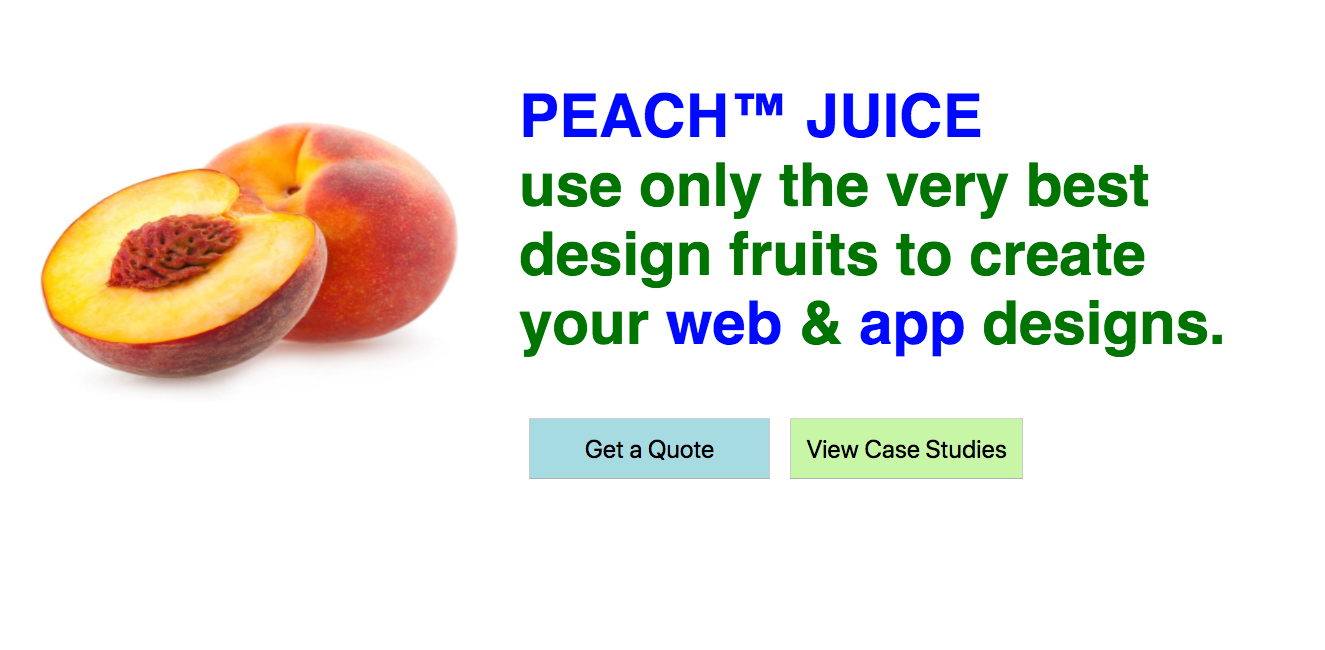 PEACH™ JUICE
use only the very best
design fruits to create
your web & app designs.
Get a Quote
View Case Studies